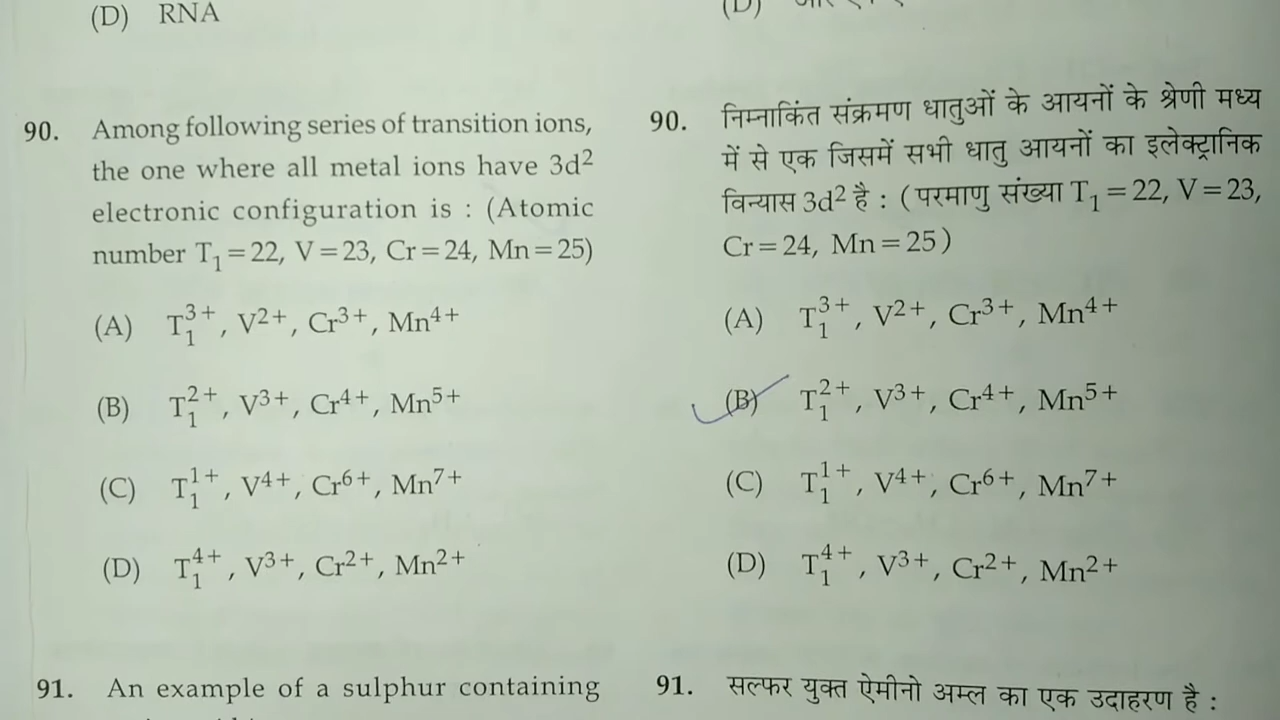 (D) RNA
90. Among following series of transition ions,
the one where all metal ions have 3d²
electronic configuration is : (Atomic
number T₁=22, V=23, Cr=24, Mn=25)
(A) T₁³⁺, V²⁺, Cr³⁺, Mn⁴⁺
(B) T₁²⁺, V³⁺, Cr⁴⁺, Mn⁵⁺
(C) T₁¹⁺, V⁴⁺, Cr⁶⁺, Mn⁷⁺
(D) T₁⁴⁺, V³⁺, Cr²⁺, Mn²⁺
91. An example of a sulphur containing
(D)
90. निम्नाकिंत संक्रमण धातुओं के आयनों के श्रेणी मध्य
में से एक जिसमें सभी धातु आयनों का इलेक्ट्रानिक
विन्यास 3d² है : ( परमाणु संख्या T₁=22, V=23,
Cr=24, Mn=25)
(A) T₁³⁺, V²⁺, Cr³⁺, Mn⁴⁺
(B) T₁²⁺, V³⁺, Cr⁴⁺, Mn⁵⁺
(C) T₁¹⁺, V⁴⁺, Cr⁶⁺, Mn⁷⁺
(D) T₁⁴⁺, V³⁺, Cr²⁺, Mn²⁺
91. सल्फर युक्त ऐमीनो अम्ल का एक उदाहरण है :